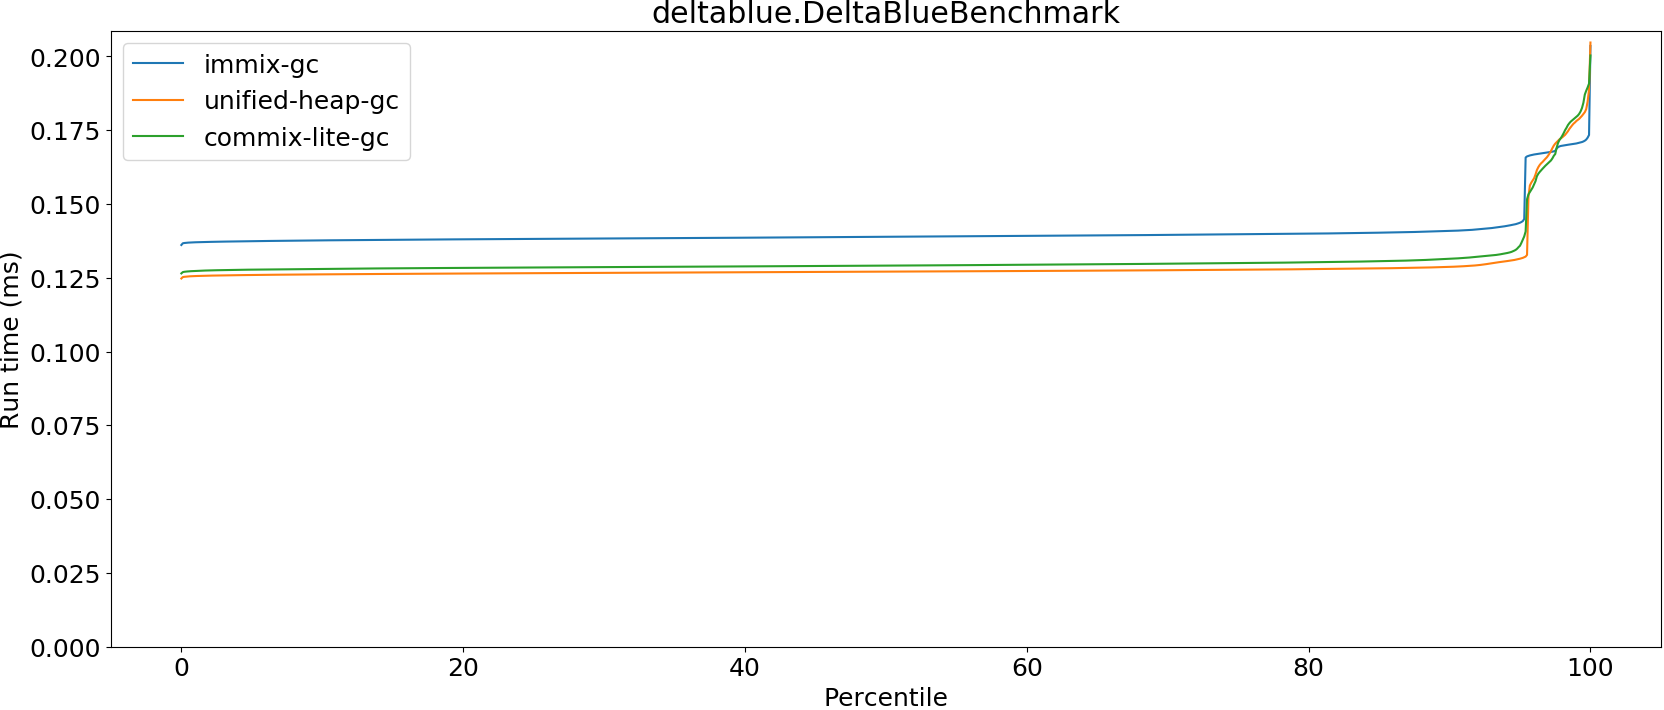 deltablue.DeltaBlueBenchmark
immix-gc
unified-heap-gc
commix-lite-gc
Run time (ms)
0.200
0.175
0.150
0.125
0.100
0.075
0.050
0.025
0.000
0 20 40 60 80 100
Percentile